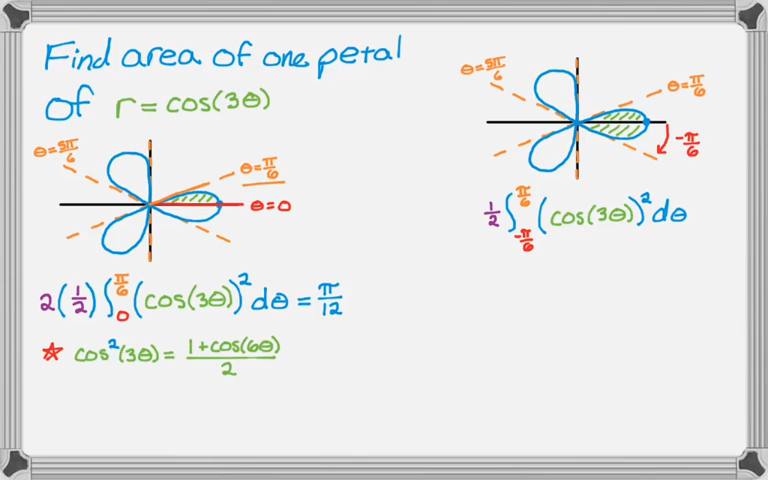 Find area of one petal
of r = cos(3θ)
θ = 5π/6
θ = π/6
θ = 0
2(1/2) ∫₀^(π/6) (cos(3θ))² dθ = π/12
☆ cos²(3θ) = (1 + cos(6θ))/2
θ = 5π/6
θ = π/6
-π/6
1/2 ∫_(-π/6)^(π/6) (cos(3θ))² dθ